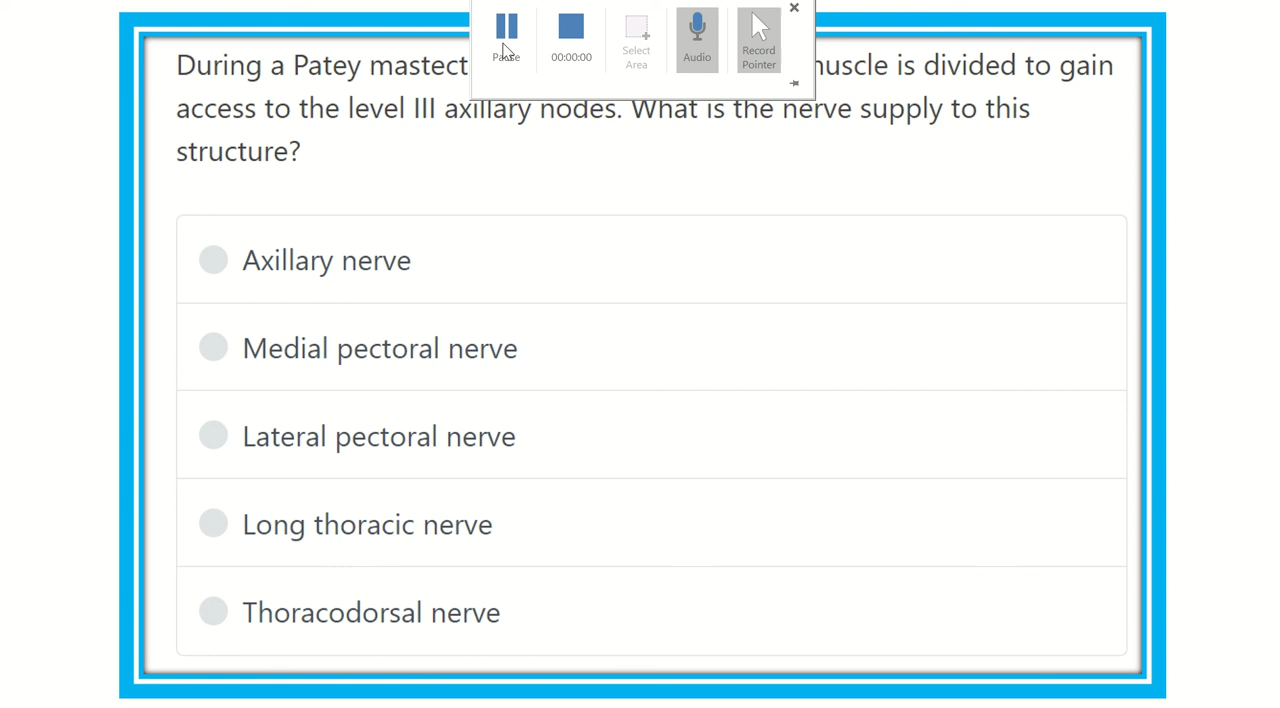 Pause
00:00:00
Select
Area
Audio
Record
Pointer
During a Patey mastect muscle is divided to gain
access to the level III axillary nodes. What is the nerve supply to this
structure?
Axillary nerve
Medial pectoral nerve
Lateral pectoral nerve
Long thoracic nerve
Thoracodorsal nerve